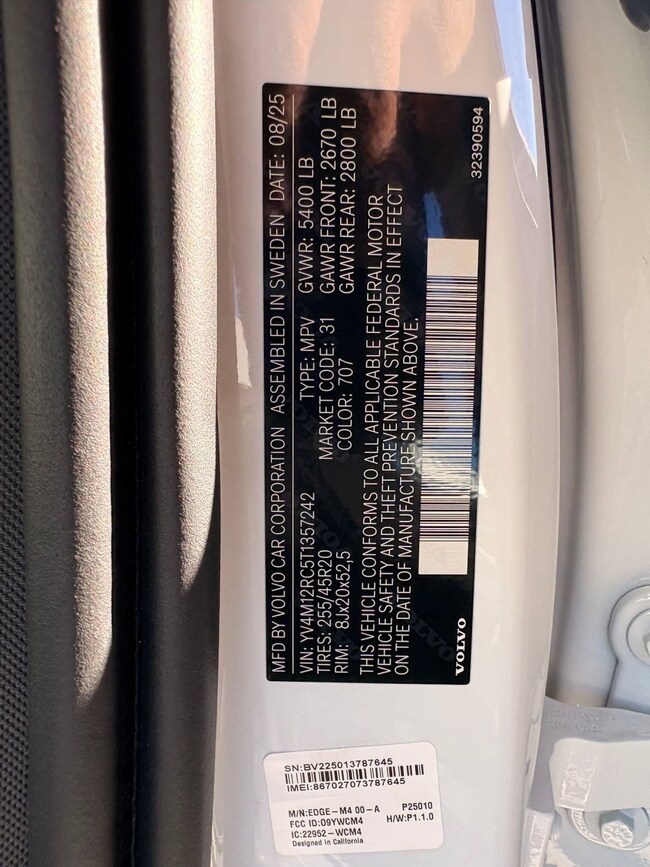 MFD BY VOLVO CAR CORPORATION ASSEMBLED IN SWEDEN DATE: 08/25
VIN: YV4M12RC5T1357242 TYPE: MPV GVWR: 5400 LB
TIRES: 255/45R20 MARKET CODE: 31 GAWR FRONT: 2670 LB
RIM: 8Jx20x52,5 COLOR: 707 GAWR REAR: 2800 LB
THIS VEHICLE CONFORMS TO ALL APPLICABLE FEDERAL MOTOR
VEHICLE SAFETY AND THEFT PREVENTION STANDARDS IN EFFECT
ON THE DATE OF MANUFACTURE SHOWN ABOVE.
VOLVO 32390594
SN:BV225013787645
IMEI:867027073787645
M/N:EDGE-M4 00-A P25010
FCC ID:O9YWCM4 H/W:P1.1.0
IC:22952-WCM4
Designed in California